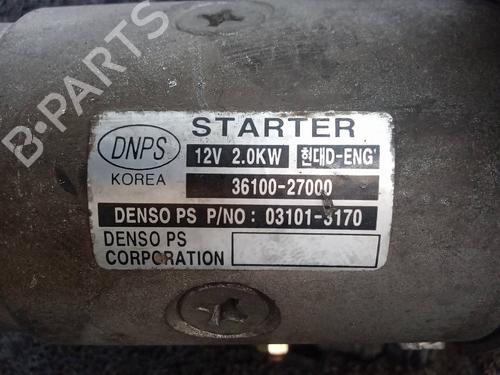 B-PARTS
DNPS
KOREA
STARTER
12V 2.0KW 현대D-ENG
36100-27000
DENSO PS P/NO: 03101-3170
DENSO PS
CORPORATION